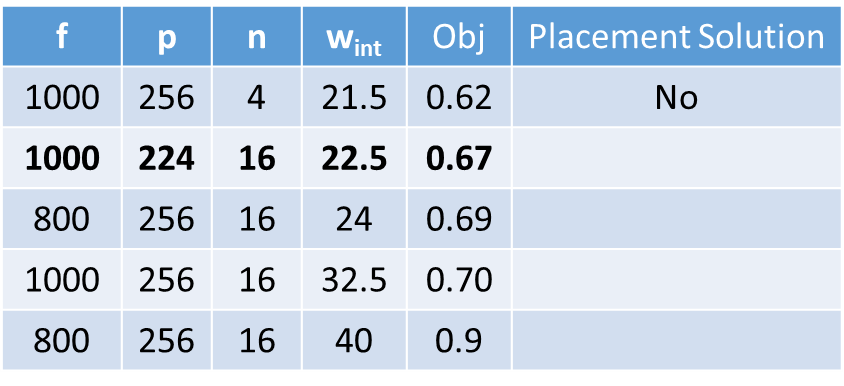 f p n wint Obj Placement Solution
1000 256 4 21.5 0.62 No
1000 224 16 22.5 0.67
800 256 16 24 0.69
1000 256 16 32.5 0.70
800 256 16 40 0.9